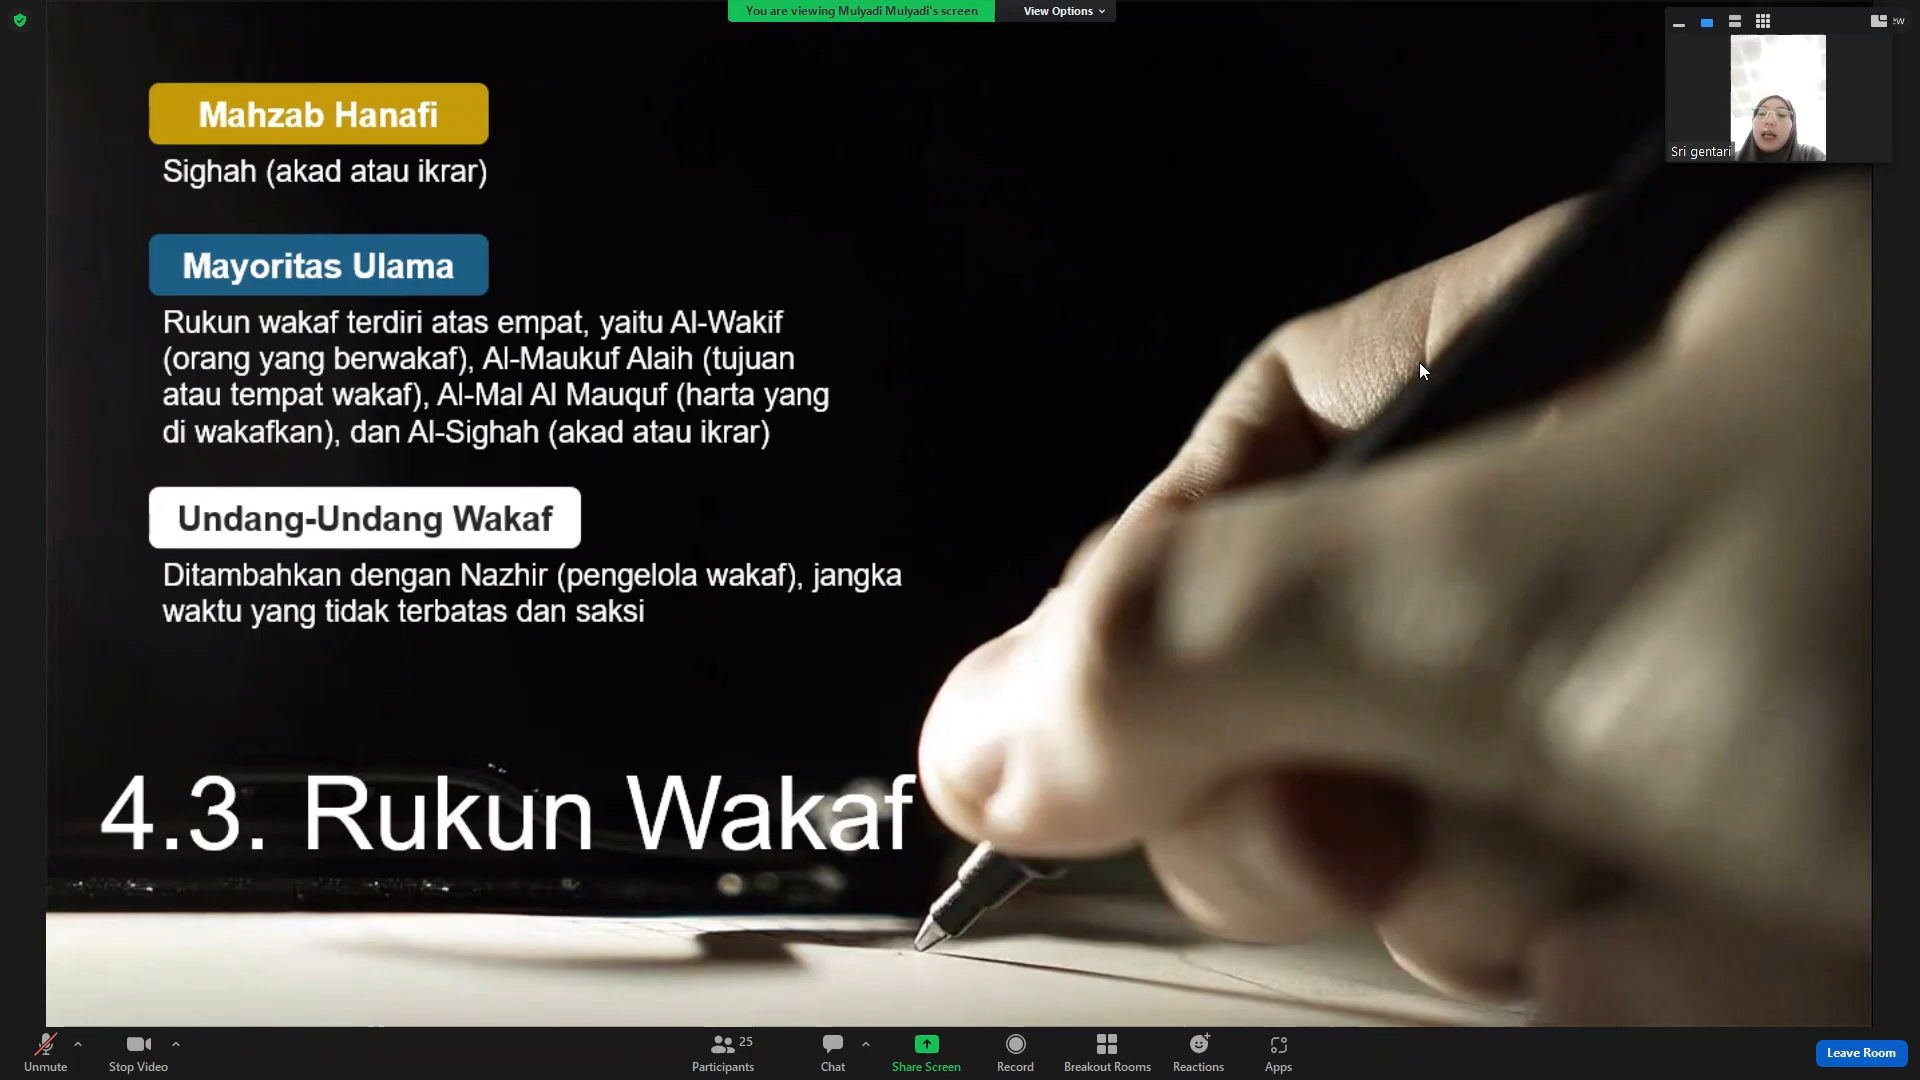 You are viewing Mulyadi Mulyadi's screen
View Options
ew
Sri gentari
Mahzab Hanafi
Sighah (akad atau ikrar)
Mayoritas Ulama
Rukun wakaf terdiri atas empat, yaitu Al-Wakif
(orang yang berwakaf), Al-Maukuf Alaih (tujuan
atau tempat wakaf), Al-Mal Al Mauquf (harta yang
di wakafkan), dan Al-Sighah (akad atau ikrar)
Undang-Undang Wakaf
Ditambahkan dengan Nazhir (pengelola wakaf), jangka
waktu yang tidak terbatas dan saksi
4.3. Rukun Wakaf
Unmute
Stop Video
25
Participants
Chat
Share Screen
Record
Breakout Rooms
Reactions
Apps
Leave Room